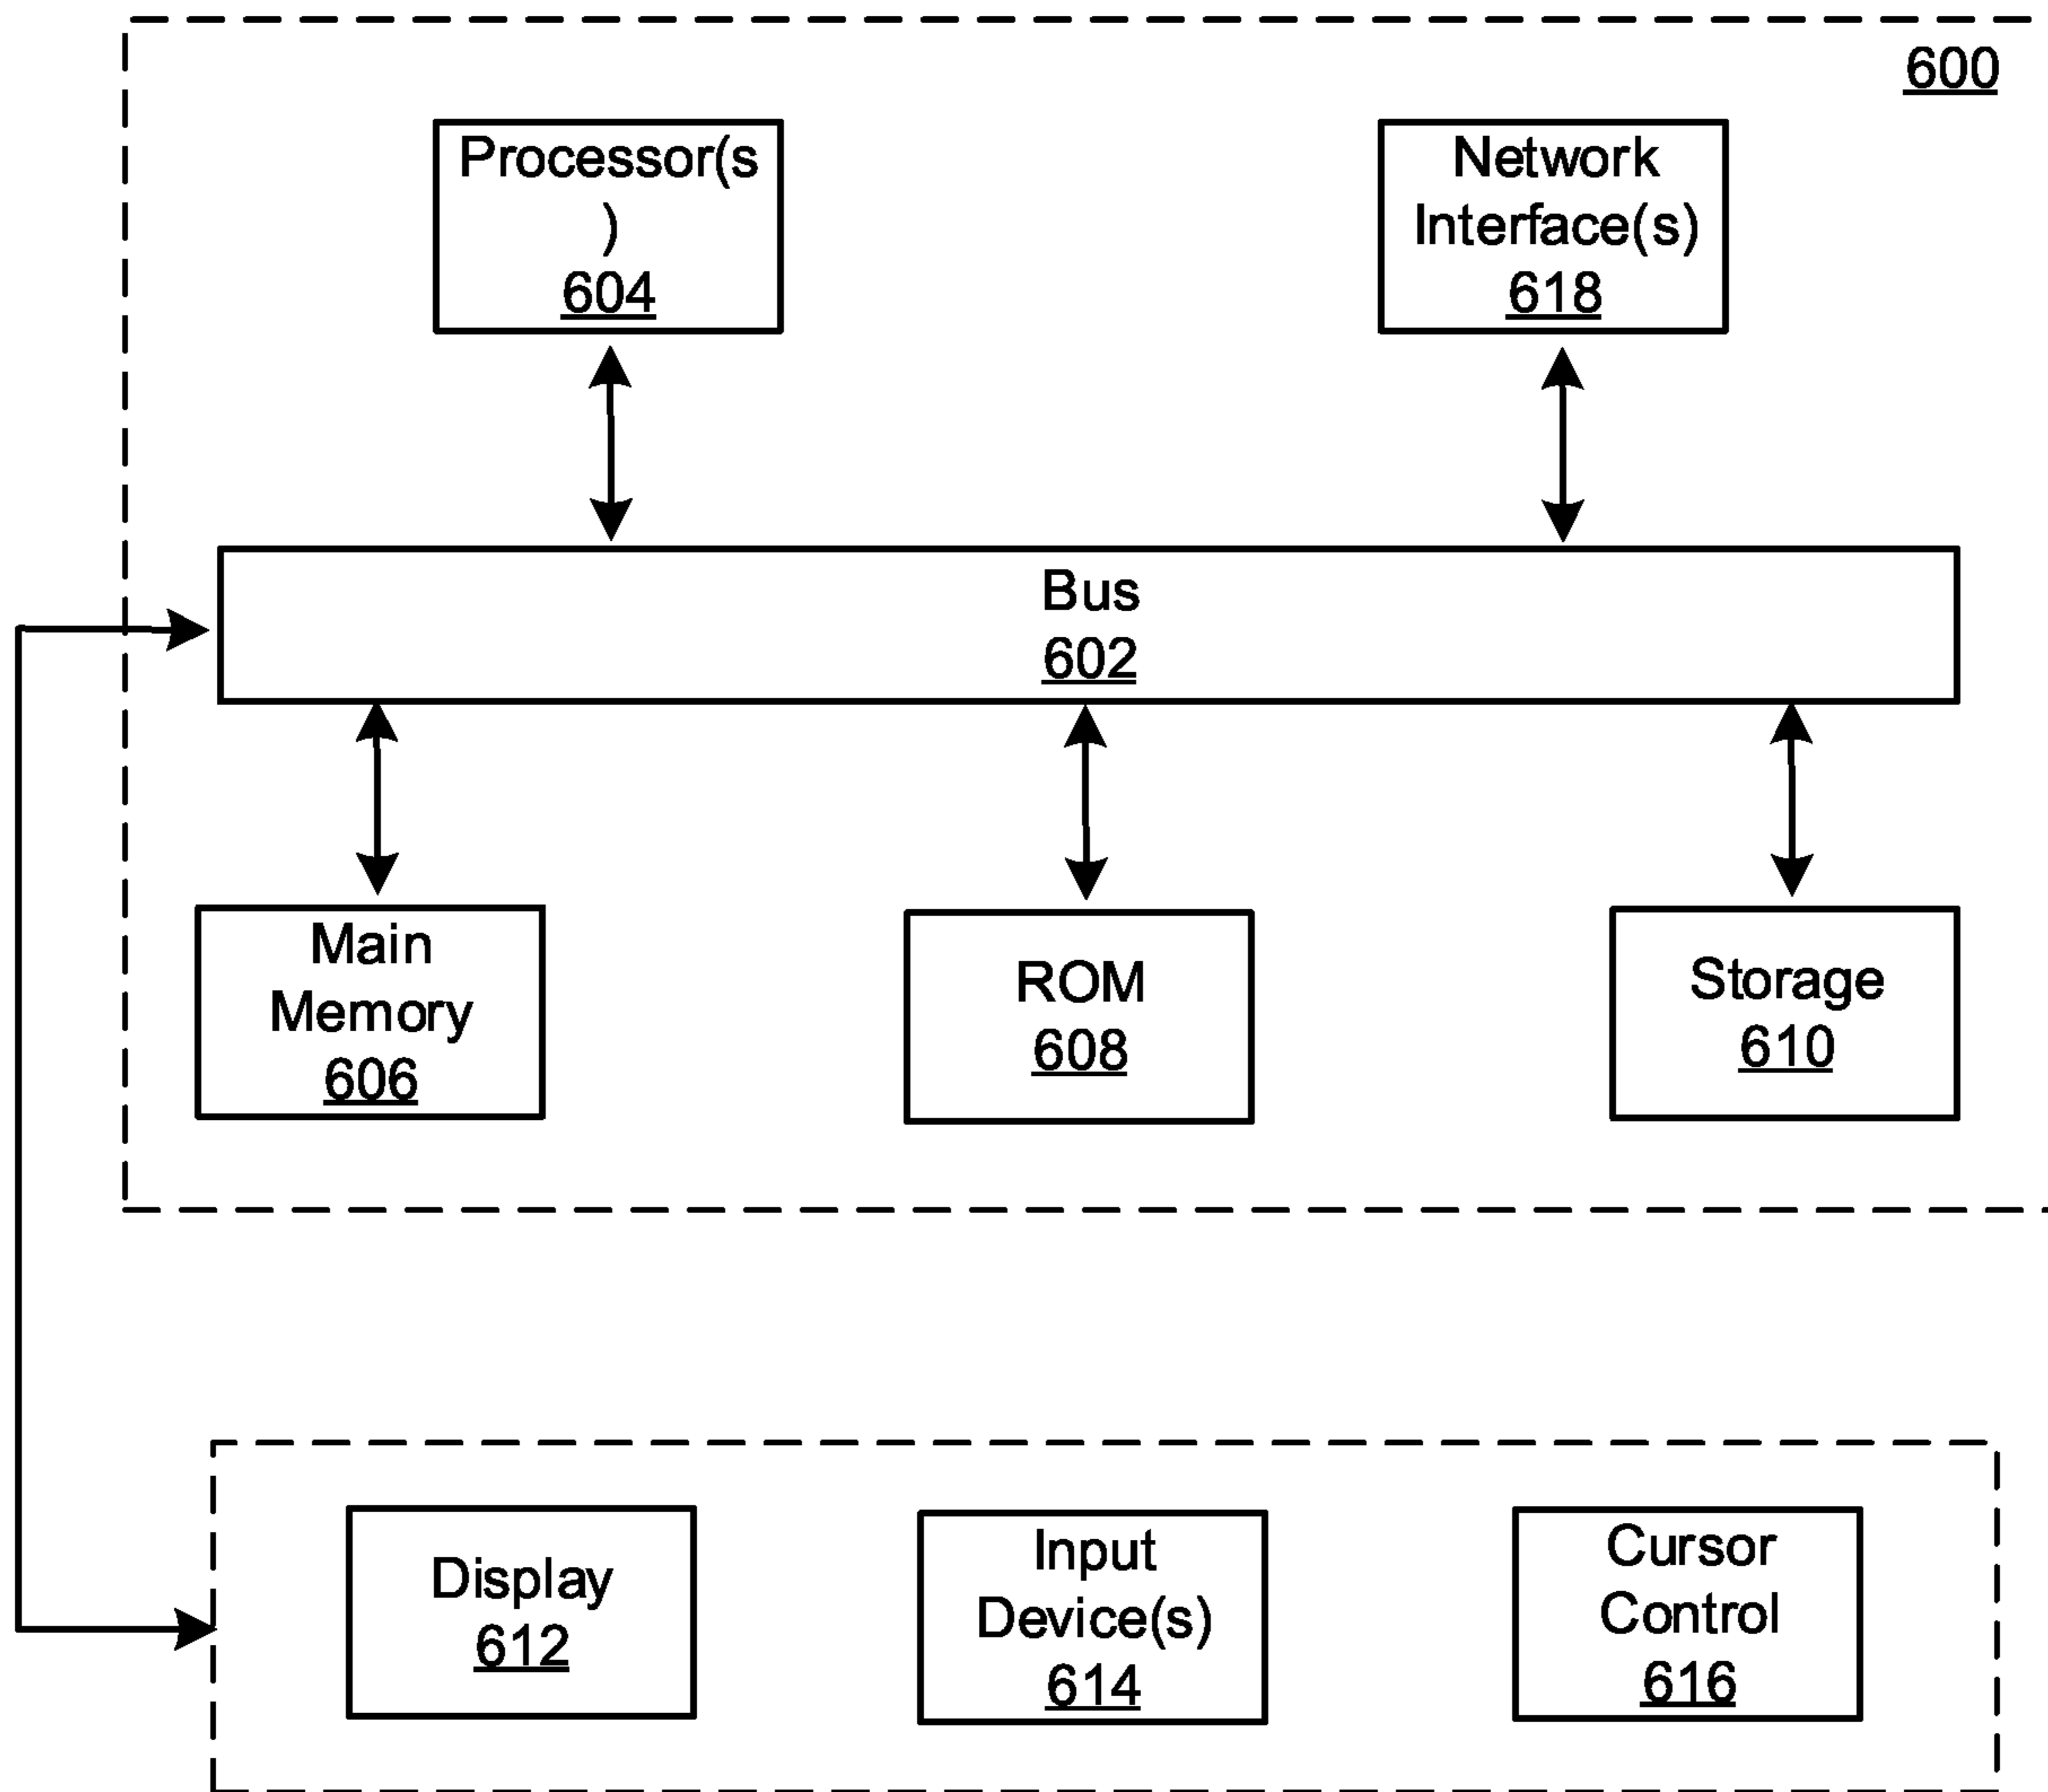 600
Processor(s
)
604
Network
Interface(s)
618
Bus
602
Main
Memory
606
ROM
608
Storage
610
Display
612
Input
Device(s)
614
Cursor
Control
616